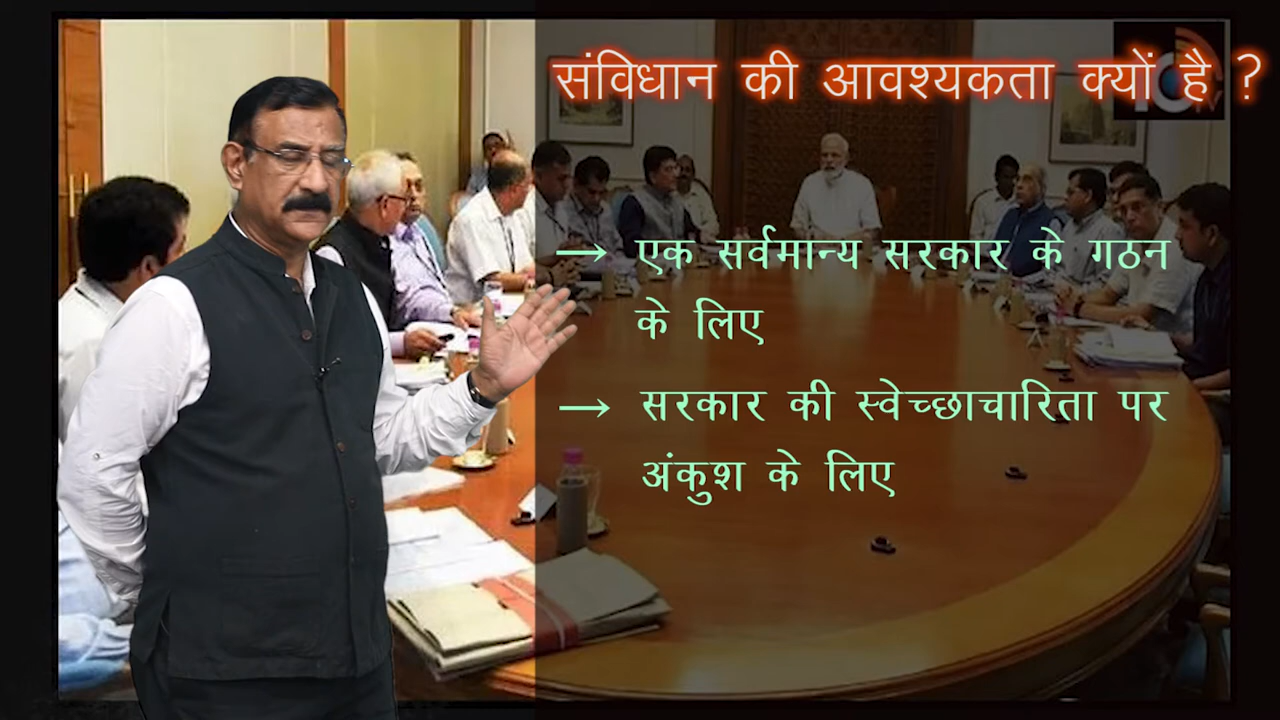 संविधान की आवश्यकता क्यों है ?
→ एक सर्वमान्य सरकार के गठन
के लिए
→ सरकार की स्वेच्छाचारिता पर
अंकुश के लिए